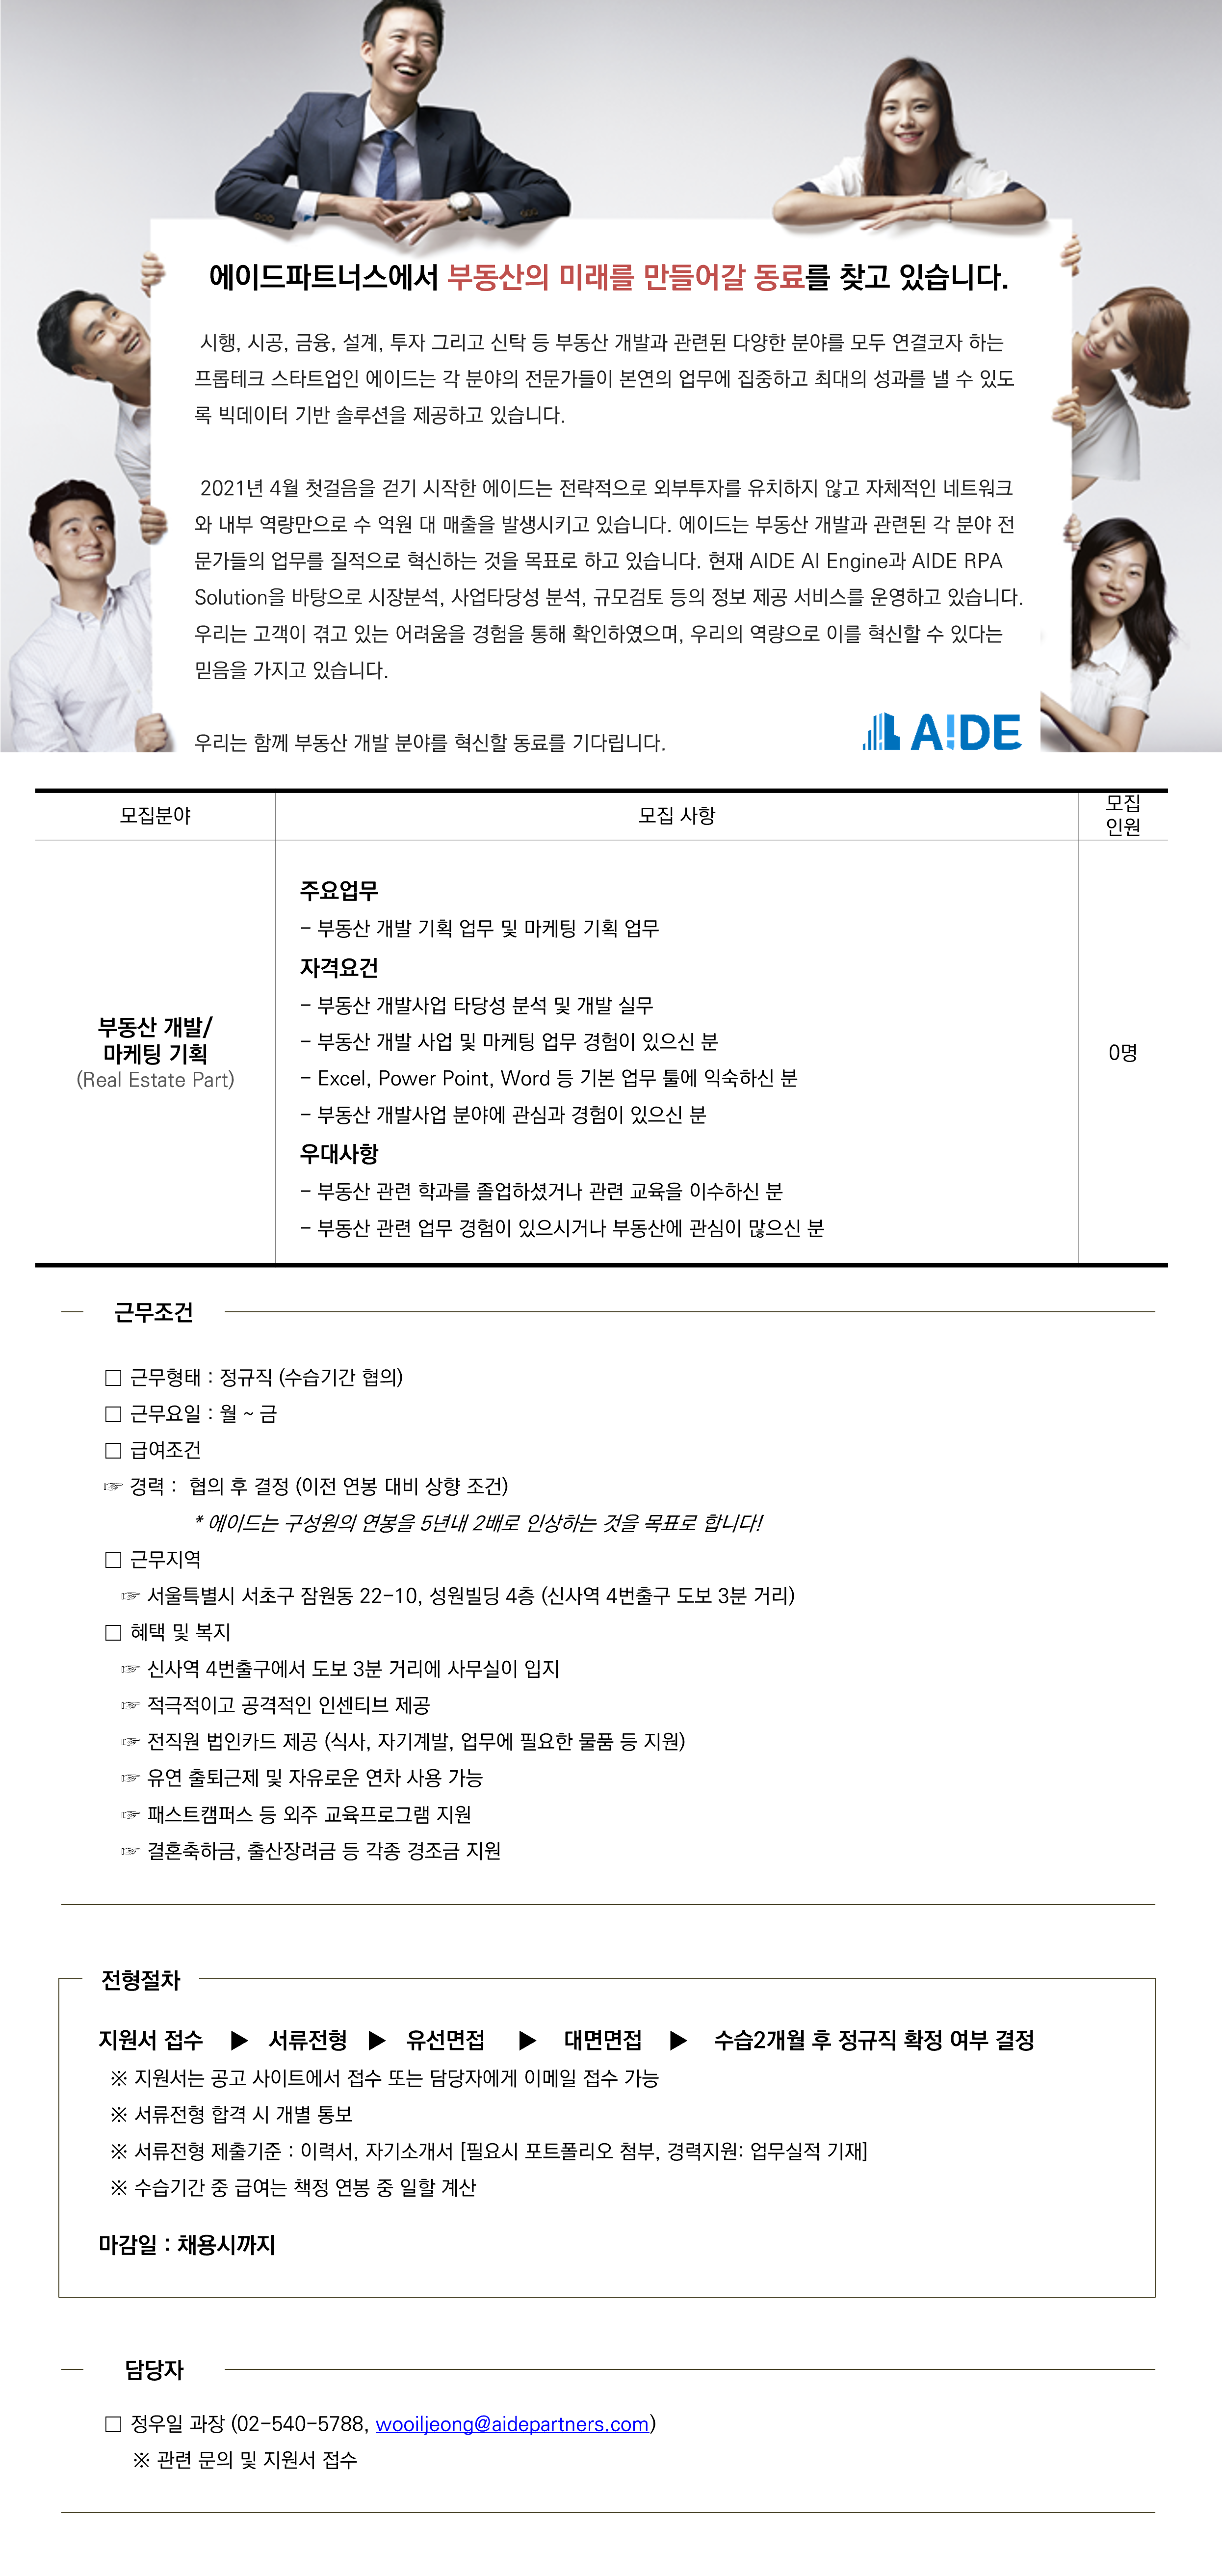 에이드파트너스에서 부동산의 미래를 만들어갈 동료를 찾고 있습니다.
시행, 시공, 금융, 설계, 투자 그리고 신탁 등 부동산 개발과 관련된 다양한 분야를 모두 연결코자 하는
프롭테크 스타트업인 에이드는 각 분야의 전문가들이 본연의 업무에 집중하고 최대의 성과를 낼 수 있도
록 빅데이터 기반 솔루션을 제공하고 있습니다.
2021년 4월 첫걸음을 걷기 시작한 에이드는 전략적으로 외부투자를 유치하지 않고 자체적인 네트워크
와 내부 역량만으로 수 억원 대 매출을 발생시키고 있습니다. 에이드는 부동산 개발과 관련된 각 분야 전
문가들의 업무를 질적으로 혁신하는 것을 목표로 하고 있습니다. 현재 AIDE AI Engine과 AIDE RPA
Solution을 바탕으로 시장분석, 사업타당성 분석, 규모검토 등의 정보 제공 서비스를 운영하고 있습니다.
우리는 고객이 겪고 있는 어려움을 경험을 통해 확인하였으며, 우리의 역량으로 이를 혁신할 수 있다는
믿음을 가지고 있습니다.
우리는 함께 부동산 개발 분야를 혁신할 동료를 기다립니다.
A!DE
모집분야
모집 사항
모집
인원
부동산 개발/
마케팅 기획
(Real Estate Part)
주요업무
- 부동산 개발 기획 업무 및 마케팅 기획 업무
자격요건
- 부동산 개발사업 타당성 분석 및 개발 실무
- 부동산 개발 사업 및 마케팅 업무 경험이 있으신 분
- Excel, Power Point, Word 등 기본 업무 툴에 익숙하신 분
- 부동산 개발사업 분야에 관심과 경험이 있으신 분
우대사항
- 부동산 관련 학과를 졸업하셨거나 관련 교육을 이수하신 분
- 부동산 관련 업무 경험이 있으시거나 부동산에 관심이 많으신 분
0명
근무조건
□ 근무형태 : 정규직 (수습기간 협의)
□ 근무요일 : 월 ~ 금
□ 급여조건
☞ 경력 : 협의 후 결정 (이전 연봉 대비 상향 조건)
* 에이드는 구성원의 연봉을 5년내 2배로 인상하는 것을 목표로 합니다!
□ 근무지역
☞ 서울특별시 서초구 잠원동 22-10, 성원빌딩 4층 (신사역 4번출구 도보 3분 거리)
□ 혜택 및 복지
☞ 신사역 4번출구에서 도보 3분 거리에 사무실이 입지
☞ 적극적이고 공격적인 인센티브 제공
☞ 전직원 법인카드 제공 (식사, 자기계발, 업무에 필요한 물품 등 지원)
☞ 유연 출퇴근제 및 자유로운 연차 사용 가능
☞ 패스트캠퍼스 등 외주 교육프로그램 지원
☞ 결혼축하금, 출산장려금 등 각종 경조금 지원
전형절차
지원서 접수 ▶ 서류전형 ▶ 유선면접 ▶ 대면면접 ▶ 수습2개월 후 정규직 확정 여부 결정
※ 지원서는 공고 사이트에서 접수 또는 담당자에게 이메일 접수 가능
※ 서류전형 합격 시 개별 통보
※ 서류전형 제출기준 : 이력서, 자기소개서 [필요시 포트폴리오 첨부, 경력지원: 업무실적 기재]
※ 수습기간 중 급여는 책정 연봉 중 일할 계산
마감일 : 채용시까지
담당자
□ 정우일 과장 (02-540-5788, wooiljeong@aidepartners.com)
※ 관련 문의 및 지원서 접수